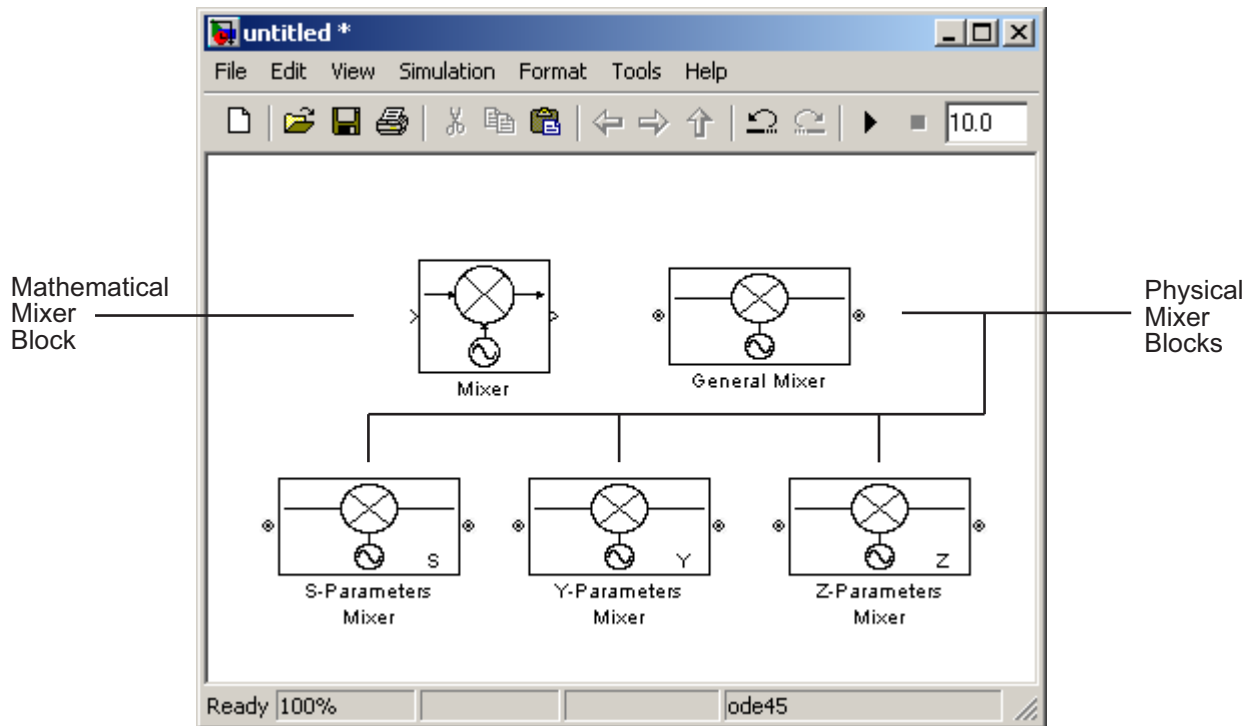 untitled *
File Edit View Simulation Format Tools Help
10.0
Mathematical
Mixer
Block
Physical
Mixer
Blocks
Mixer
General Mixer
S
Y
Z
S-Parameters
Mixer
Y-Parameters
Mixer
Z-Parameters
Mixer
Ready 100% ode45